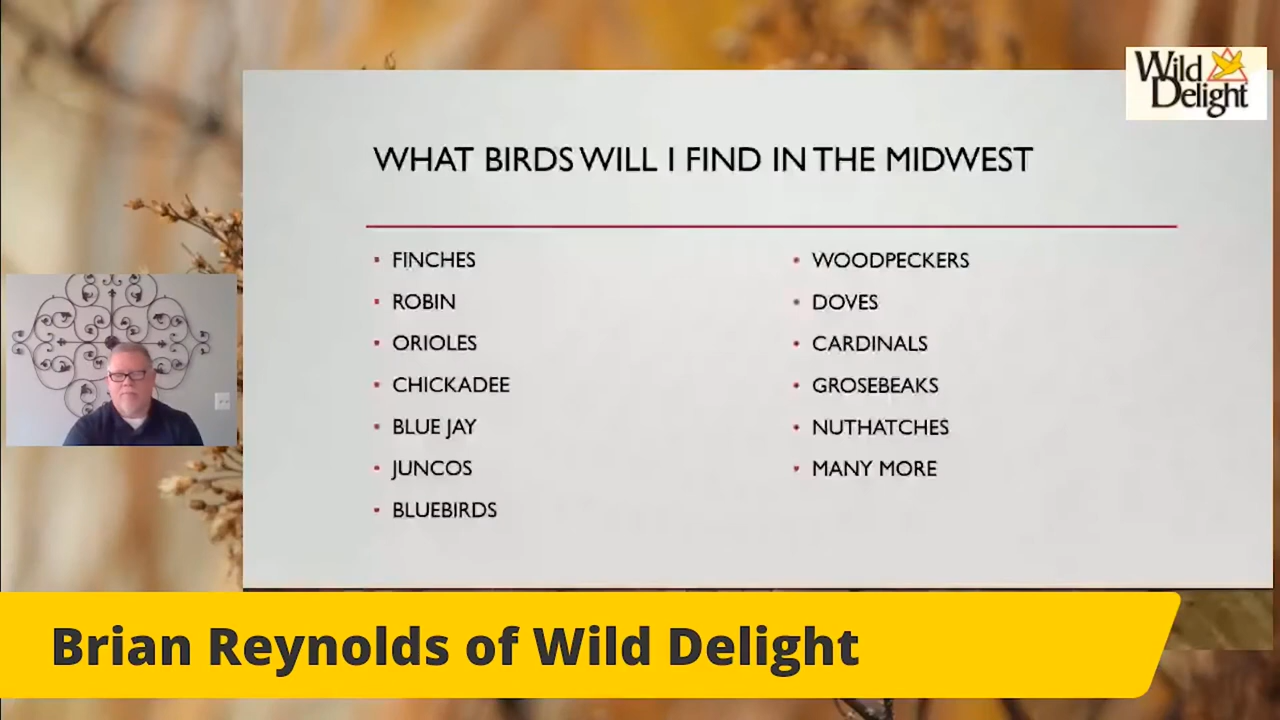 Wild
Delight
WHAT BIRDS WILL I FIND IN THE MIDWEST
FINCHES
ROBIN
ORIOLES
CHICKADEE
BLUE JAY
JUNCOS
BLUEBIRDS
WOODPECKERS
DOVES
CARDINALS
GROSEBEAKS
NUTHATCHES
MANY MORE
Brian Reynolds of Wild Delight